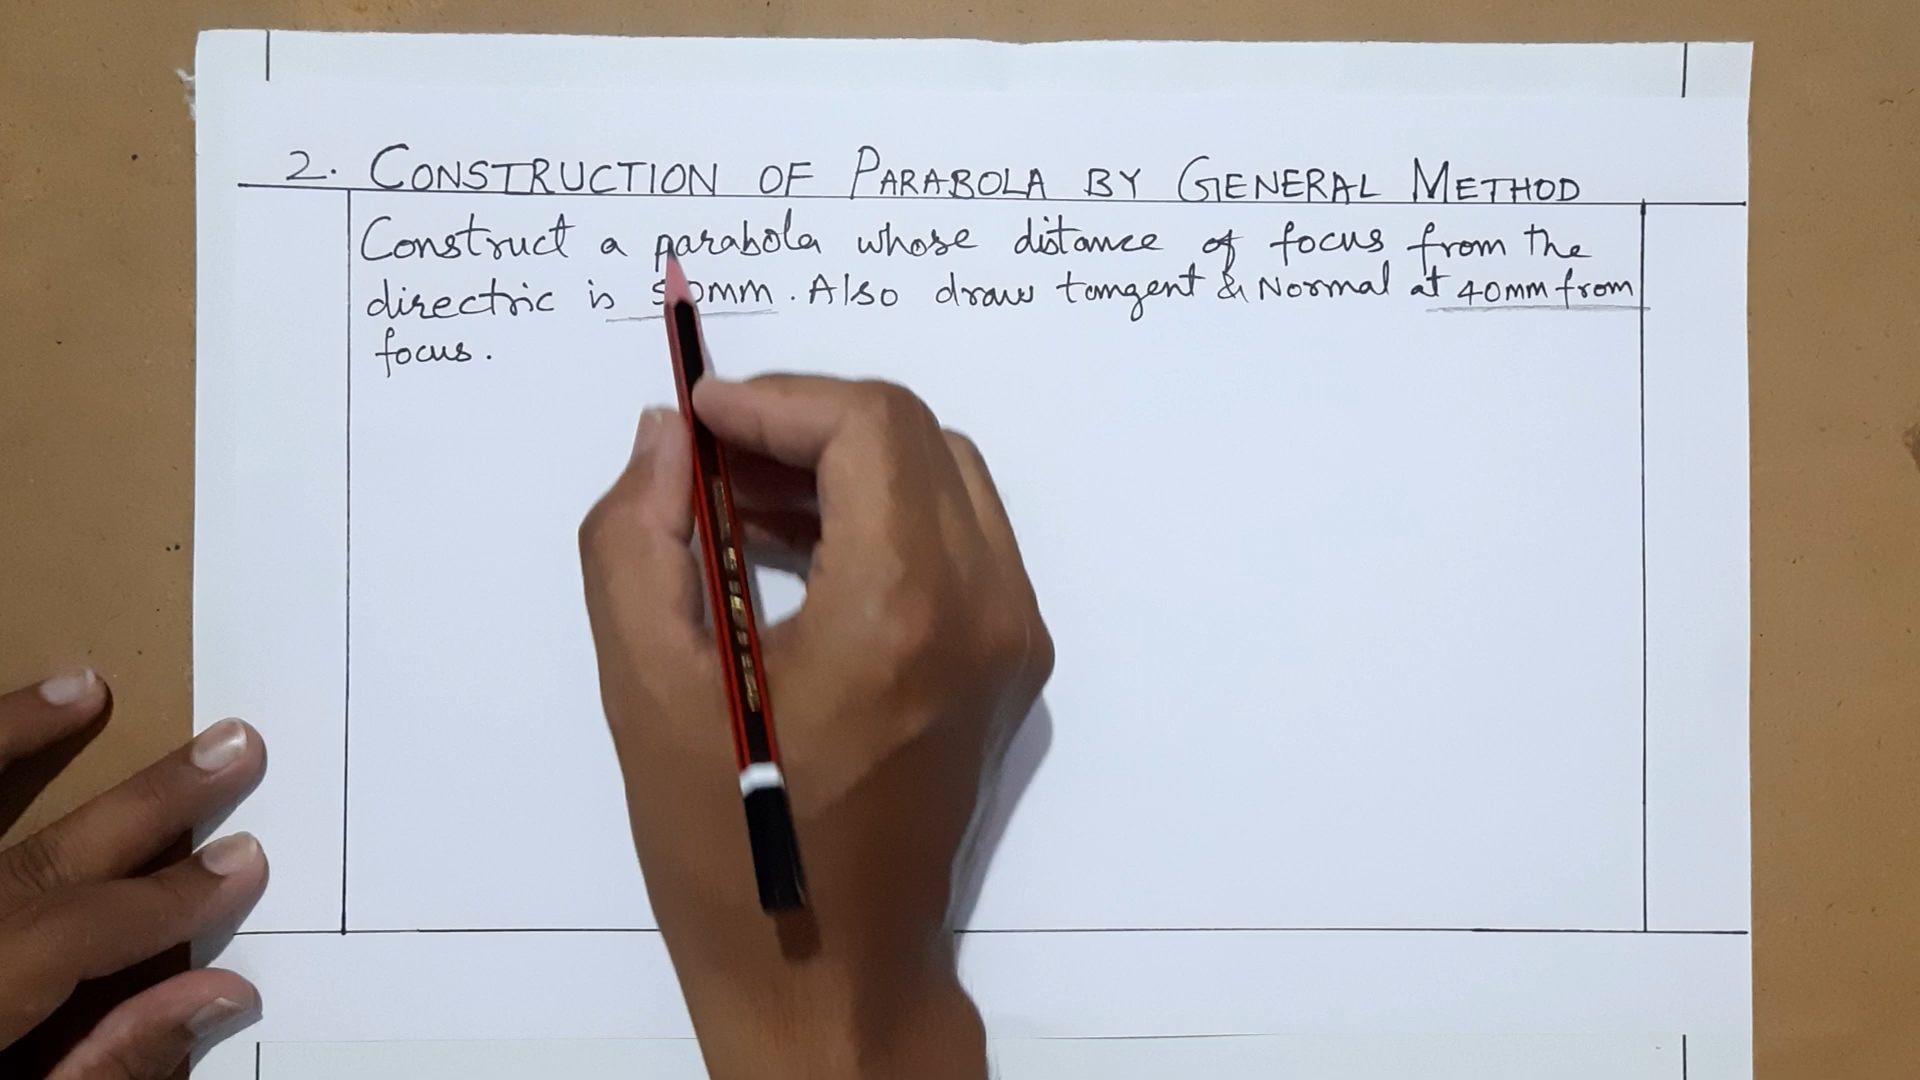 2. CONSTRUCTION OF PARABOLA BY GENERAL METHOD
Construct a parabola whose distance of focus from the
directric is 50mm. Also draw tangent & Normal at 40mm from
focus.